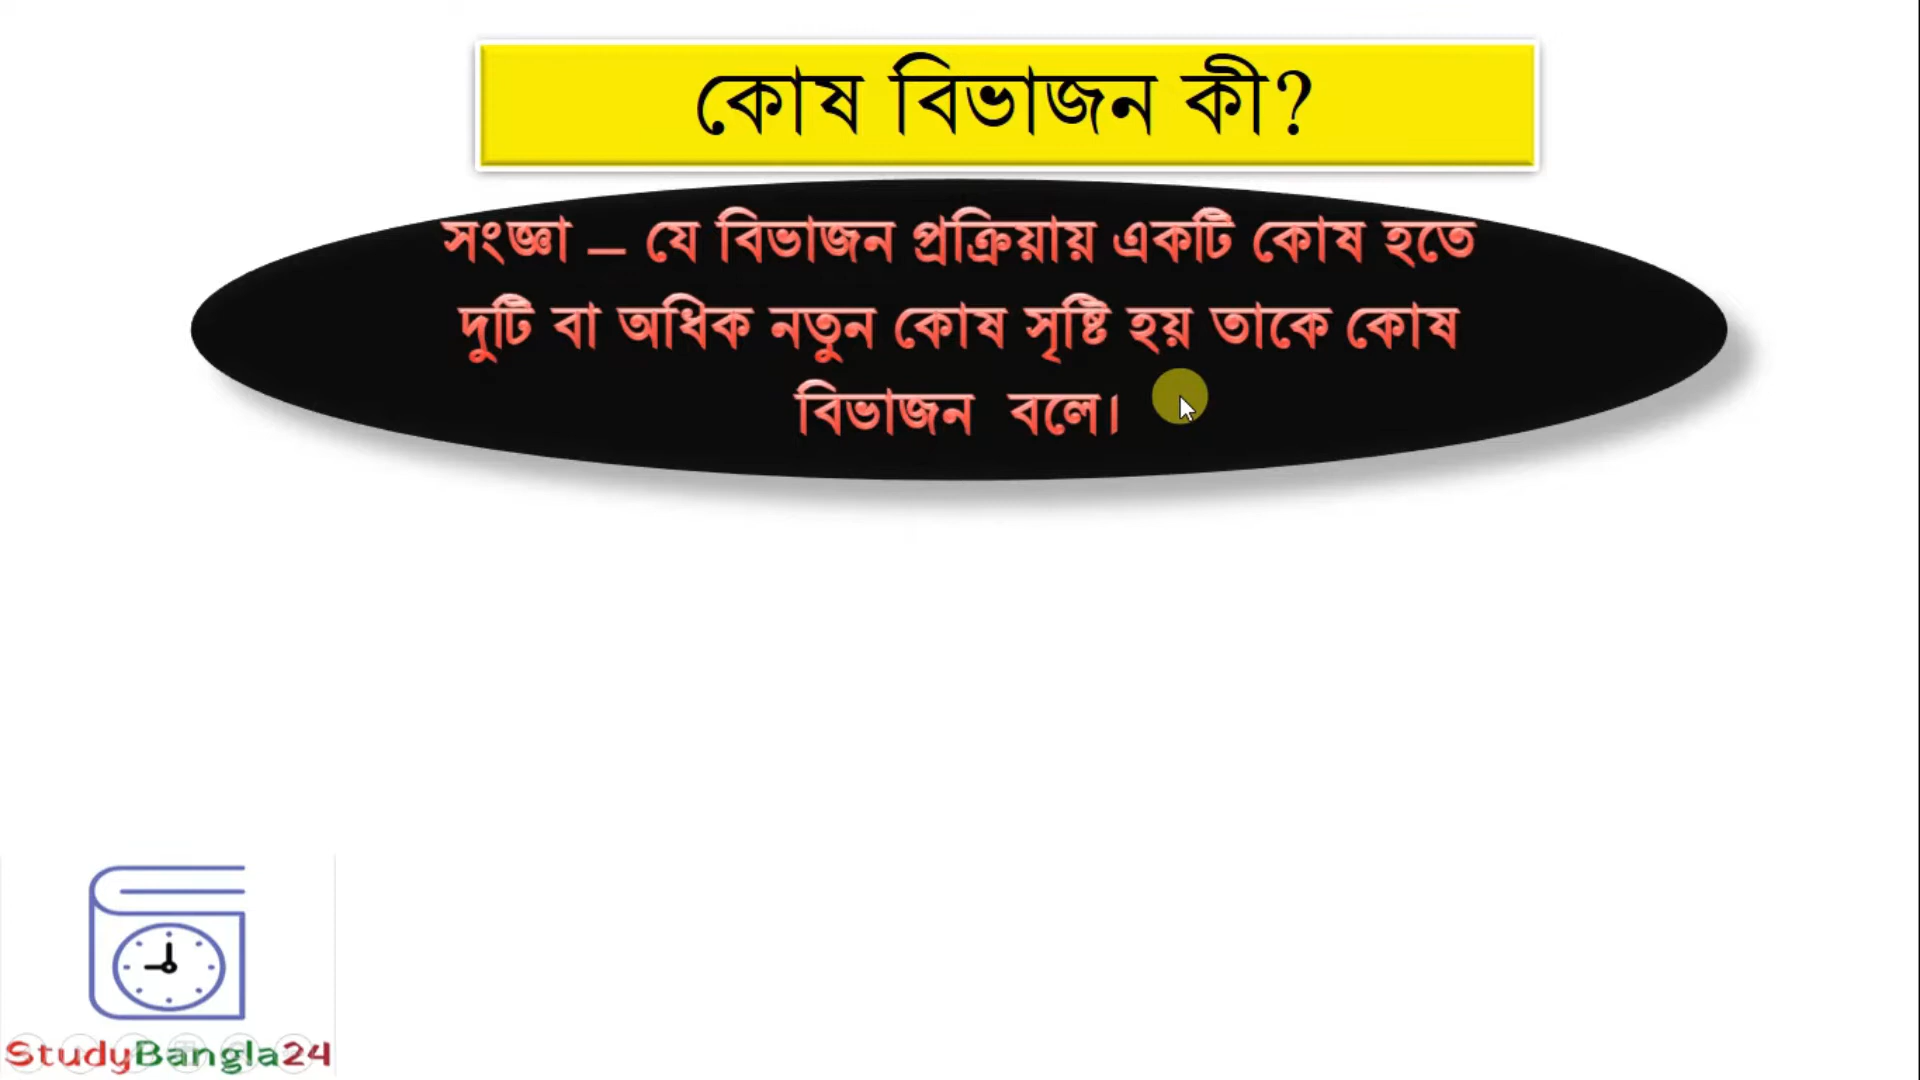 কোষ বিভাজন কী?
সংজ্ঞা – যে বিভাজন প্রক্রিয়ায় একটি কোষ হতে
দুটি বা অধিক নতুন কোষ সৃষ্টি হয় তাকে কোষ
বিভাজন বলে।
StudyBangla24